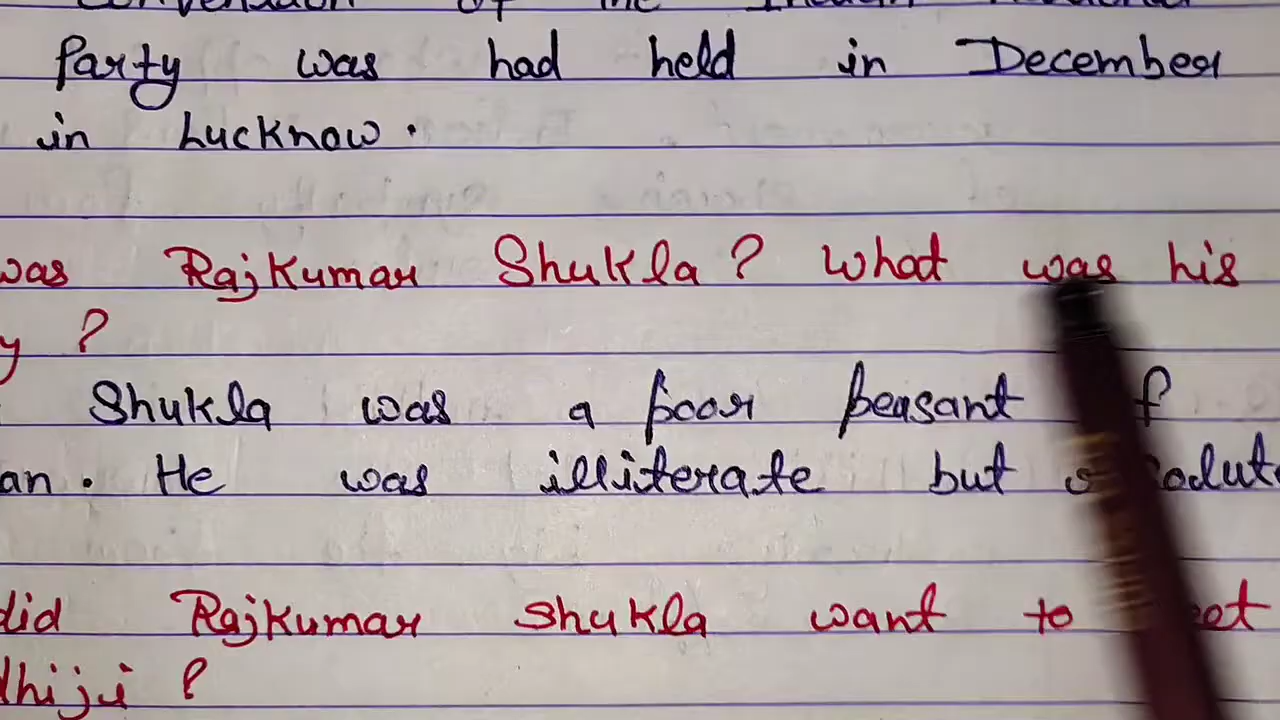 Party was had held in December
in Lucknow.
was RajKumar Shukla? What was his
y ?
Shukla was a poor peasant
an. He was illiterate but
did RajKumar Shukla want to
dhiji ?